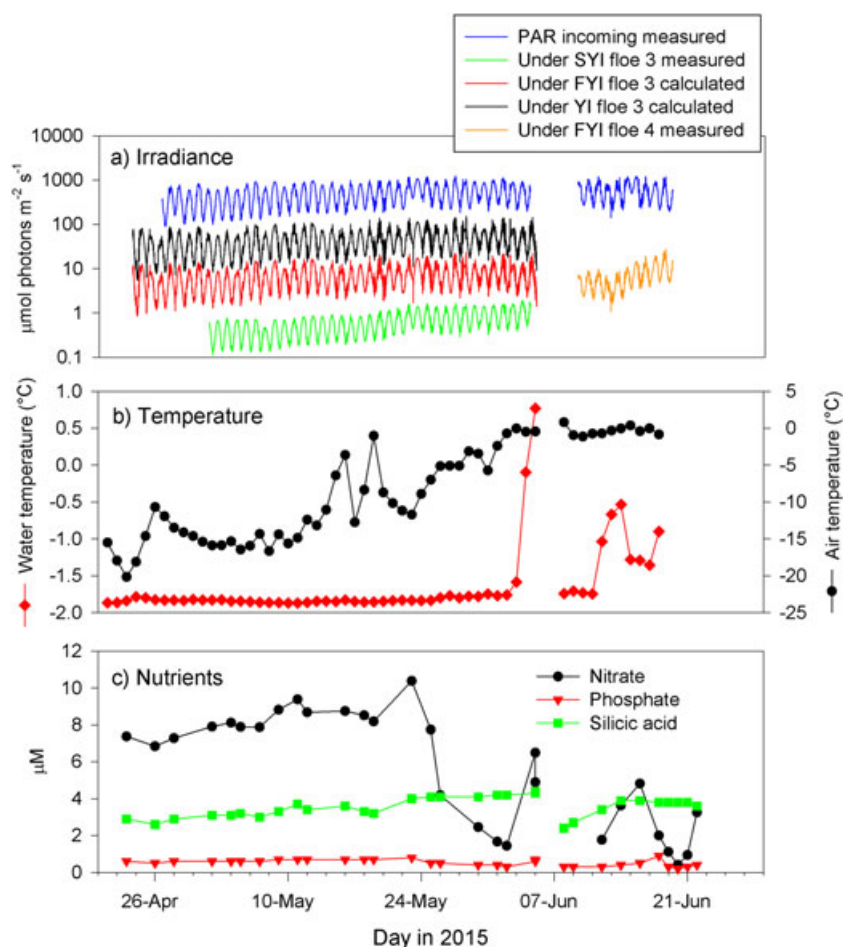 PAR incoming measured
Under SYI floe 3 measured
Under FYI floe 3 calculated
Under YI floe 3 calculated
Under FYI floe 4 measured
a) Irradiance
µmol photons m⁻² s⁻¹
10000
1000
100
10
1
0.1
b) Temperature
Water temperature (°C)
1.0
0.5
0.0
-0.5
-1.0
-1.5
-2.0
5
0
-5
-10
-15
-20
-25
Air temperature (°C)
c) Nutrients
Nitrate
Phosphate
Silicic acid
µM
12
10
8
6
4
2
0
26-Apr 10-May 24-May 07-Jun 21-Jun
Day in 2015